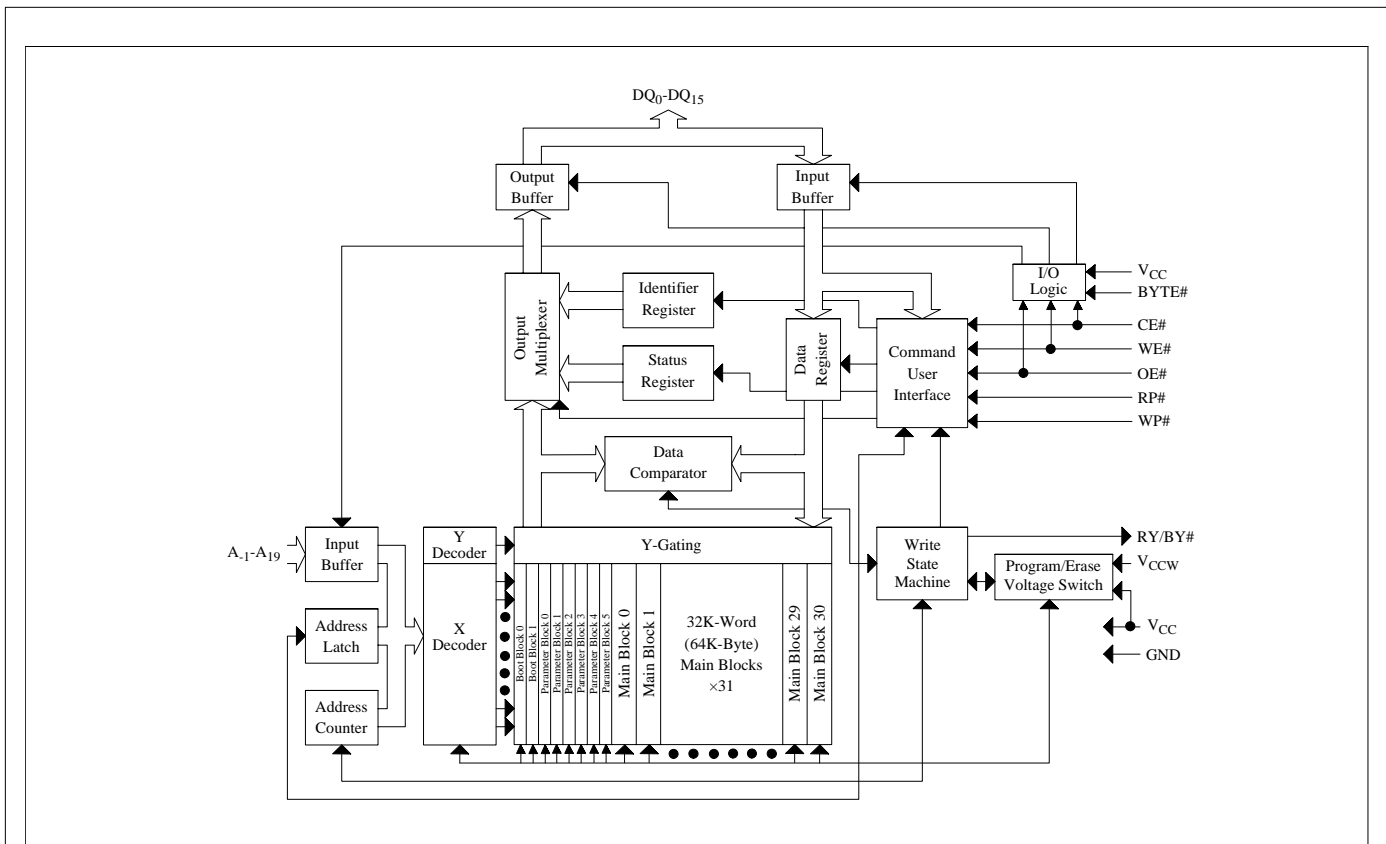 DQ₀-DQ₁₅
Output
Buffer
Input
Buffer
I/O
Logic
V_CC
BYTE#
Identifier
Register
Output
Multiplexer
Status
Register
Data
Register
Command
User
Interface
CE#
WE#
OE#
RP#
WP#
Data
Comparator
A₋₁-A₁₉
Input
Buffer
Y
Decoder
Y-Gating
Write
State
Machine
RY/BY#
Program/Erase
Voltage Switch
V_CCW
V_CC
GND
Address
Latch
X
Decoder
Address
Counter
Boot Block 0
Boot Block 1
Parameter Block 0
Parameter Block 1
Parameter Block 2
Parameter Block 3
Parameter Block 4
Parameter Block 5
Main Block 0
Main Block 1
32K-Word
(64K-Byte)
Main Blocks
×31
Main Block 29
Main Block 30